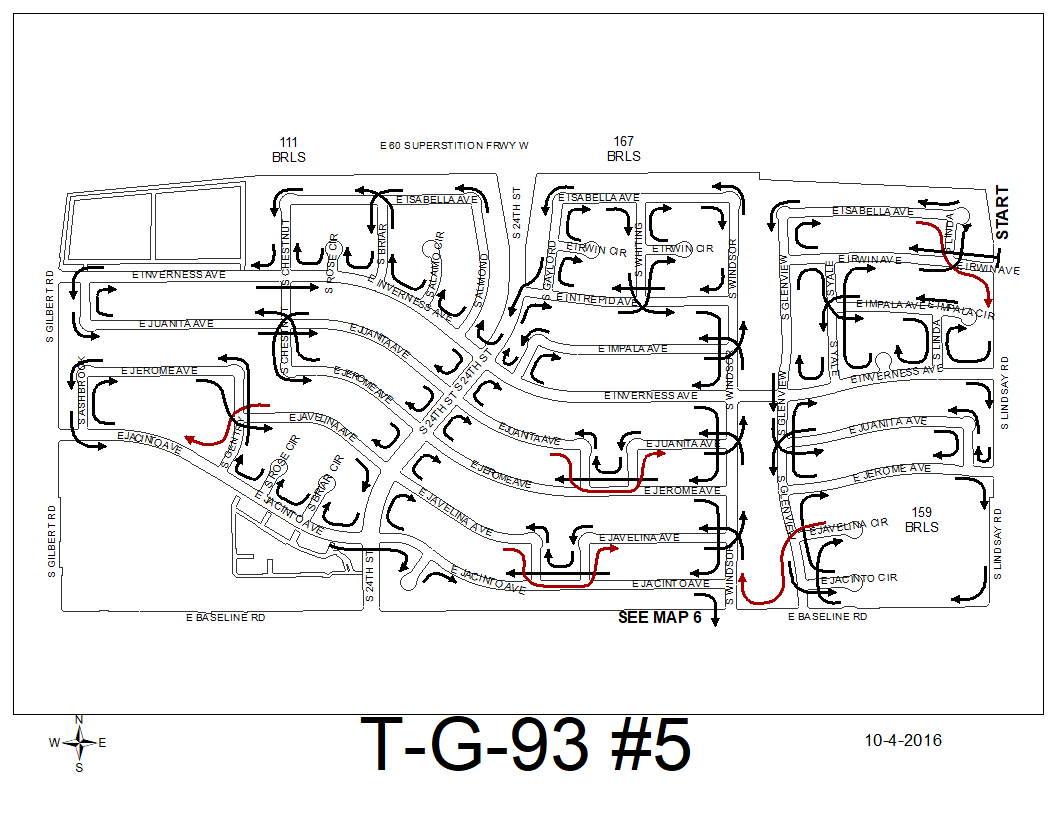 111
BRLS
E 60 SUPERSTITION FRWY W
167
BRLS
S 24TH ST
START
E ISABELLA AVE
E ISABELLA AVE
E ISABELLA AVE
S CHESTNUT
S ROSE CIR
S BRIAR
S ALAMO CIR
S ALMOND
S GAYLORD
E IRWIN CIR
S WHITING
E IRWIN CIR
S WINDSOR
S GLENVIEW
S YALE
E IRWIN AVE
S LINDA
E IRWIN AVE
S GILBERT RD
E INVERNESS AVE
E INVERNESS AVE
E INTREPID AVE
E IMPALA AVE
E IMPALA CIR
E JUANITA AVE
S CHESTNUT
E JUANITA AVE
S 24TH ST
E IMPALA AVE
S YALE
S LINDA
E JEROME AVE
S ASHBROOK
E JEROME AVE
S 24TH ST
E INVERNESS AVE
S WINDSOR
S GLENVIEW
E INVERNESS AVE
S LINDSAY RD
E JACINTO AVE
S GENTRY
E JAVELINA AVE
E JUANITA AVE
E JUANITA AVE
E JUANITA AVE
S ROSE CIR
S BRIAR CIR
E JEROME AVE
E JEROME AVE
E JEROME AVE
E JACINTO AVE
E JAVELINA AVE
E JAVELINA AVE
S GLENVIEW
E JAVELINA CIR
159
BRLS
S GILBERT RD
S 24TH ST
E JACINTO AVE
E JACINTO AVE
S WINDSOR
E JACINTO CIR
S LINDSAY RD
E BASELINE RD
SEE MAP 6
E BASELINE RD
T-G-93 #5
10-4-2016
N
W
E
S